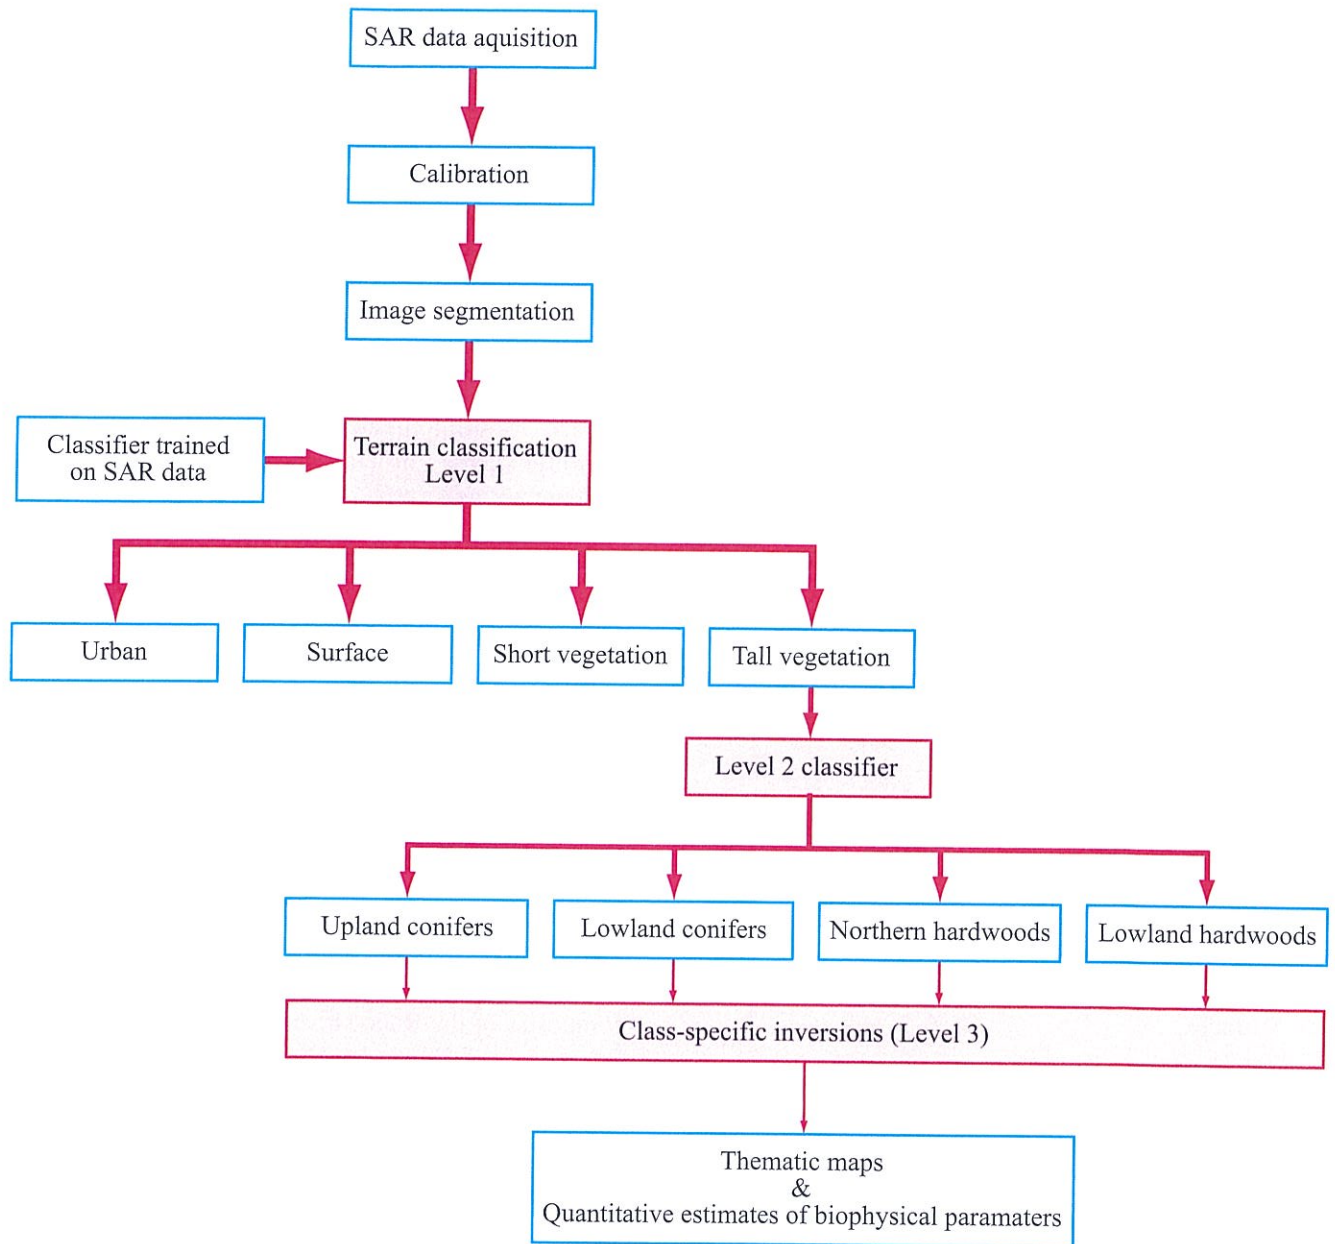 SAR data aquisition
Calibration
Image segmentation
Classifier trained
on SAR data
Terrain classification
Level 1
Urban
Surface
Short vegetation
Tall vegetation
Level 2 classifier
Upland conifers
Lowland conifers
Northern hardwoods
Lowland hardwoods
Class-specific inversions (Level 3)
Thematic maps
&
Quantitative estimates of biophysical paramaters